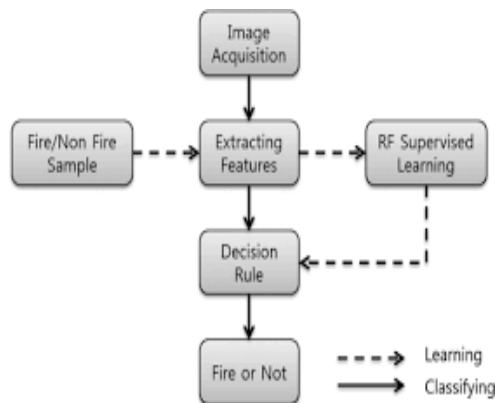 Image
Acquisition
Fire/Non Fire
Sample
Extracting
Features
RF Supervised
Learning
Decision
Rule
Fire or Not
Learning
Classifying